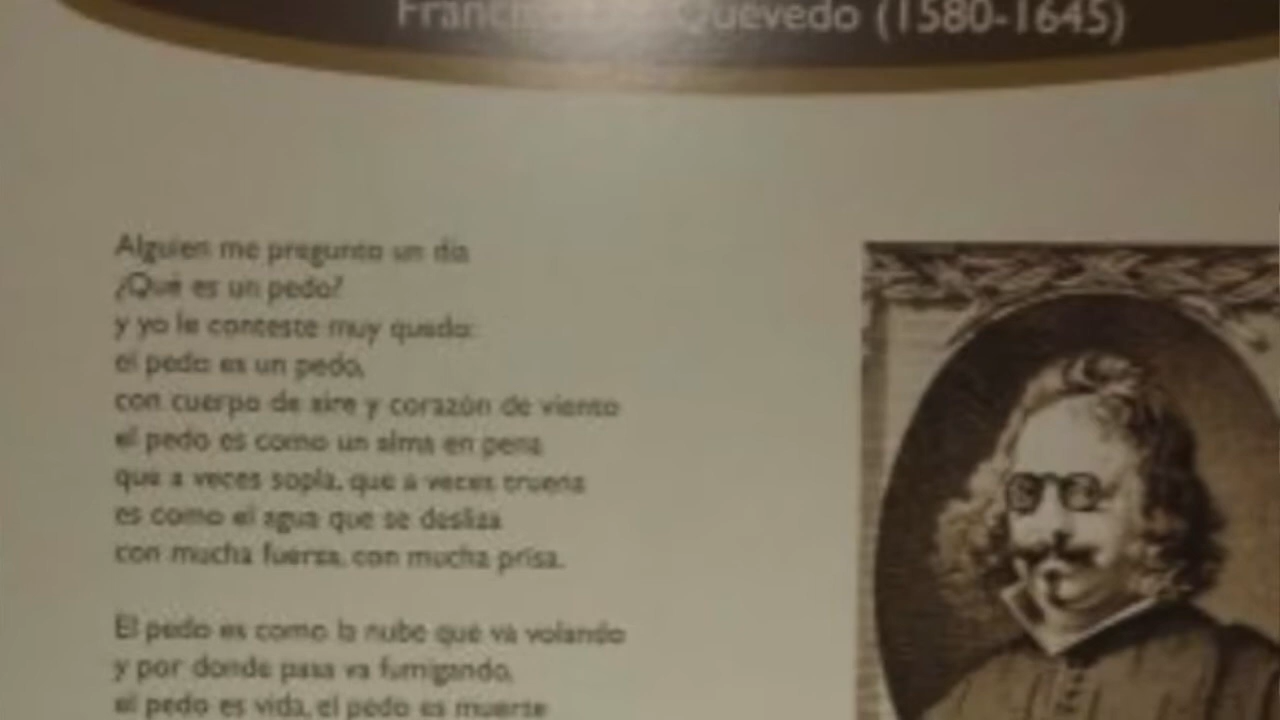 Francisco de Quevedo (1580-1645)
Alguien me pregunto un día
¿Qué es un pedo?
y yo le conteste muy quedo:
el pedo es un pedo,
con cuerpo de aire y corazón de viento
el pedo es como un alma en pena
que a veces sopla, que a veces truena
es como el agua que se desliza
con mucha fuerza, con mucha prisa.
El pedo es como la nube que va volando
y por donde pasa va fumigando,
el pedo es vida, el pedo es muerte